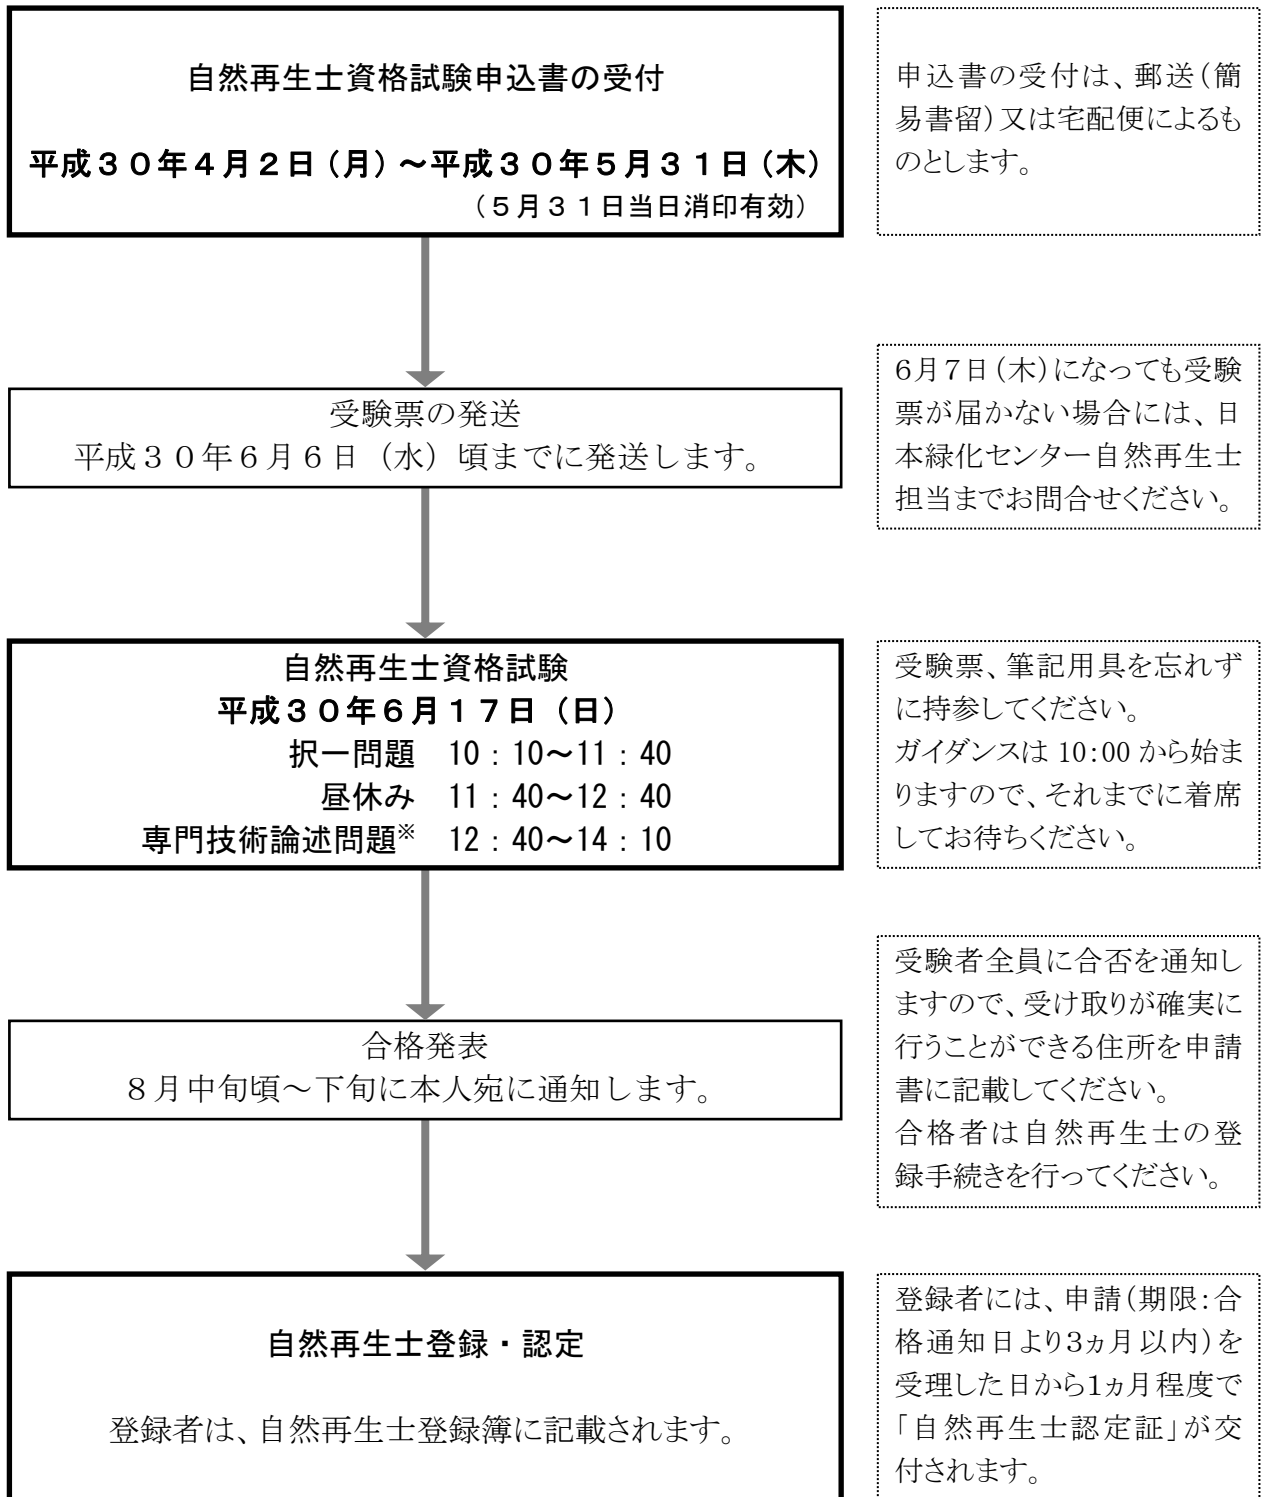 自然再生士資格試験申込書の受付
平成３０年４月２日（月）～平成３０年５月３１日（木）
（５月３１日当日消印有効）
申込書の受付は、郵送（簡
易書留）又は宅配便によるも
のとします。
受験票の発送
平成３０年６月６日（水）頃までに発送します。
6月7日（木）になっても受験
票が届かない場合には、日
本緑化センター自然再生士
担当までお問合せください。
自然再生士資格試験
平成３０年６月１７日（日）
択一問題　10：10～11：40
昼休み　11：40～12：40
専門技術論述問題※　12：40～14：10
受験票、筆記用具を忘れず
に持参してください。
ガイダンスは 10:00 から始ま
りますので、それまでに着席
してお待ちください。
合格発表
８月中旬頃～下旬に本人宛に通知します。
受験者全員に合否を通知し
ますので、受け取りが確実に
行うことができる住所を申請
書に記載してください。
合格者は自然再生士の登
録手続きを行ってください。
自然再生士登録・認定
登録者は、自然再生士登録簿に記載されます。
登録者には、申請（期限：合
格通知日より3ヵ月以内）を
受理した日から1ヵ月程度で
「自然再生士認定証」が交
付されます。